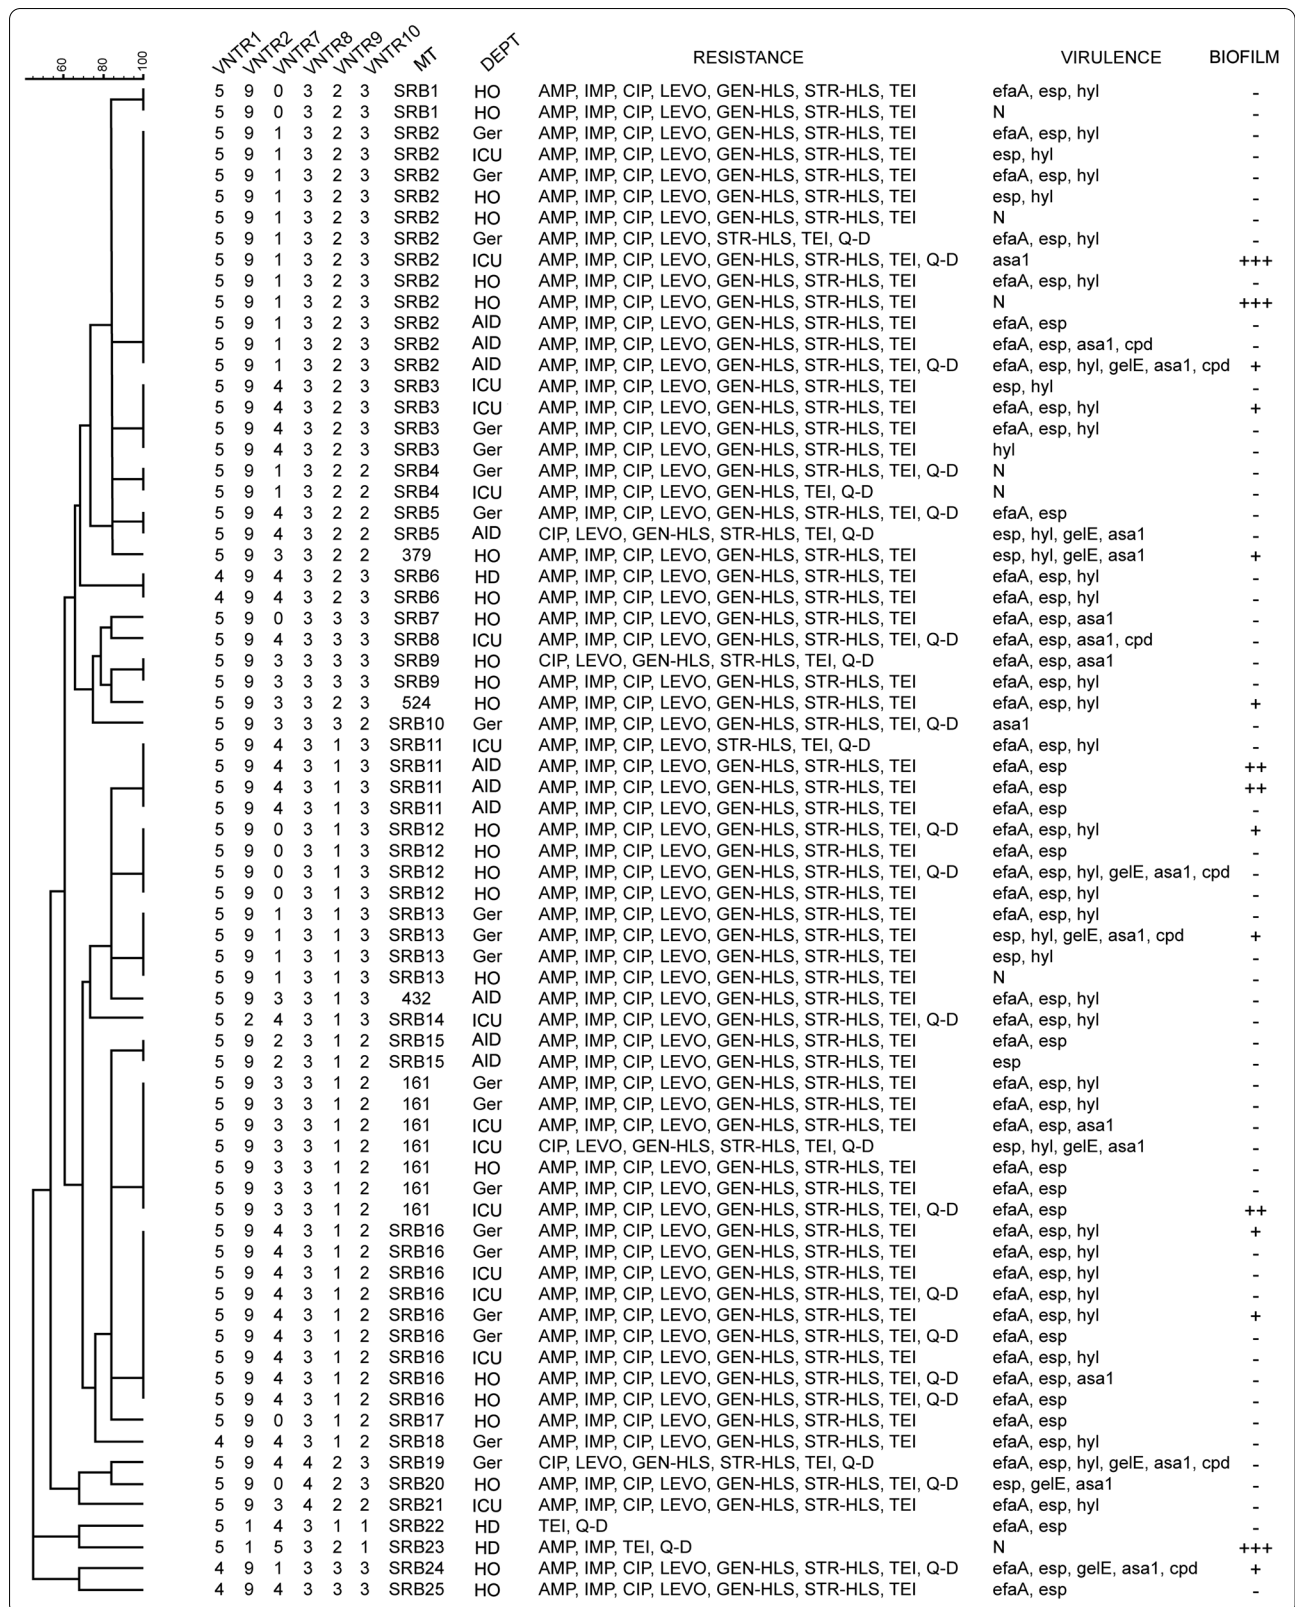 60 80 100 VNTR1 VNTR2 VNTR7 VNTR8 VNTR9 VNTR10 MT DEPT RESISTANCE VIRULENCE BIOFILM
5 9 0 3 2 3 SRB1 HO AMP, IMP, CIP, LEVO, GEN-HLS, STR-HLS, TEI efaA, esp, hyl -
5 9 0 3 2 3 SRB1 HO AMP, IMP, CIP, LEVO, GEN-HLS, STR-HLS, TEI N -
5 9 1 3 2 3 SRB2 Ger AMP, IMP, CIP, LEVO, GEN-HLS, STR-HLS, TEI efaA, esp, hyl -
5 9 1 3 2 3 SRB2 ICU AMP, IMP, CIP, LEVO, GEN-HLS, STR-HLS, TEI esp, hyl -
5 9 1 3 2 3 SRB2 Ger AMP, IMP, CIP, LEVO, GEN-HLS, STR-HLS, TEI efaA, esp, hyl -
5 9 1 3 2 3 SRB2 HO AMP, IMP, CIP, LEVO, GEN-HLS, STR-HLS, TEI esp, hyl -
5 9 1 3 2 3 SRB2 HO AMP, IMP, CIP, LEVO, GEN-HLS, STR-HLS, TEI N -
5 9 1 3 2 3 SRB2 Ger AMP, IMP, CIP, LEVO, STR-HLS, TEI, Q-D efaA, esp, hyl -
5 9 1 3 2 3 SRB2 ICU AMP, IMP, CIP, LEVO, GEN-HLS, STR-HLS, TEI, Q-D asa1 +++
5 9 1 3 2 3 SRB2 HO AMP, IMP, CIP, LEVO, GEN-HLS, STR-HLS, TEI efaA, esp, hyl -
5 9 1 3 2 3 SRB2 HO AMP, IMP, CIP, LEVO, GEN-HLS, STR-HLS, TEI N +++
5 9 1 3 2 3 SRB2 AID AMP, IMP, CIP, LEVO, GEN-HLS, STR-HLS, TEI efaA, esp -
5 9 1 3 2 3 SRB2 AID AMP, IMP, CIP, LEVO, GEN-HLS, STR-HLS, TEI efaA, esp, asa1, cpd -
5 9 1 3 2 3 SRB2 AID AMP, IMP, CIP, LEVO, GEN-HLS, STR-HLS, TEI, Q-D efaA, esp, hyl, gelE, asa1, cpd +
5 9 4 3 2 3 SRB3 ICU AMP, IMP, CIP, LEVO, GEN-HLS, STR-HLS, TEI esp, hyl -
5 9 4 3 2 3 SRB3 ICU AMP, IMP, CIP, LEVO, GEN-HLS, STR-HLS, TEI efaA, esp, hyl +
5 9 4 3 2 3 SRB3 Ger AMP, IMP, CIP, LEVO, GEN-HLS, STR-HLS, TEI efaA, esp, hyl -
5 9 4 3 2 3 SRB3 Ger AMP, IMP, CIP, LEVO, GEN-HLS, STR-HLS, TEI hyl -
5 9 1 3 2 2 SRB4 Ger AMP, IMP, CIP, LEVO, GEN-HLS, STR-HLS, TEI, Q-D N -
5 9 1 3 2 2 SRB4 ICU AMP, IMP, CIP, LEVO, GEN-HLS, TEI, Q-D N -
5 9 4 3 2 2 SRB5 Ger AMP, IMP, CIP, LEVO, GEN-HLS, STR-HLS, TEI, Q-D efaA, esp -
5 9 4 3 2 2 SRB5 AID CIP, LEVO, GEN-HLS, STR-HLS, TEI, Q-D esp, hyl, gelE, asa1 -
5 9 3 3 2 2 379 HO AMP, IMP, CIP, LEVO, GEN-HLS, STR-HLS, TEI esp, hyl, gelE, asa1 +
4 9 4 3 2 3 SRB6 HD AMP, IMP, CIP, LEVO, GEN-HLS, STR-HLS, TEI efaA, esp, hyl -
4 9 4 3 2 3 SRB6 HO AMP, IMP, CIP, LEVO, GEN-HLS, STR-HLS, TEI efaA, esp, hyl -
5 9 0 3 3 3 SRB7 HO AMP, IMP, CIP, LEVO, GEN-HLS, STR-HLS, TEI efaA, esp, asa1 -
5 9 4 3 3 3 SRB8 ICU AMP, IMP, CIP, LEVO, GEN-HLS, STR-HLS, TEI, Q-D efaA, esp, asa1, cpd -
5 9 3 3 3 3 SRB9 HO CIP, LEVO, GEN-HLS, STR-HLS, TEI, Q-D efaA, esp, asa1 -
5 9 3 3 3 3 SRB9 HO AMP, IMP, CIP, LEVO, GEN-HLS, STR-HLS, TEI efaA, esp, hyl -
5 9 3 3 2 3 524 HO AMP, IMP, CIP, LEVO, GEN-HLS, STR-HLS, TEI efaA, esp, hyl +
5 9 3 3 3 2 SRB10 Ger AMP, IMP, CIP, LEVO, GEN-HLS, STR-HLS, TEI, Q-D asa1 -
5 9 4 3 1 3 SRB11 ICU AMP, IMP, CIP, LEVO, STR-HLS, TEI, Q-D efaA, esp, hyl -
5 9 4 3 1 3 SRB11 AID AMP, IMP, CIP, LEVO, GEN-HLS, STR-HLS, TEI efaA, esp ++
5 9 4 3 1 3 SRB11 AID AMP, IMP, CIP, LEVO, GEN-HLS, STR-HLS, TEI efaA, esp ++
5 9 4 3 1 3 SRB11 AID AMP, IMP, CIP, LEVO, GEN-HLS, STR-HLS, TEI efaA, esp -
5 9 0 3 1 3 SRB12 HO AMP, IMP, CIP, LEVO, GEN-HLS, STR-HLS, TEI, Q-D efaA, esp, hyl +
5 9 0 3 1 3 SRB12 HO AMP, IMP, CIP, LEVO, GEN-HLS, STR-HLS, TEI efaA, esp -
5 9 0 3 1 3 SRB12 HO AMP, IMP, CIP, LEVO, GEN-HLS, STR-HLS, TEI, Q-D efaA, esp, hyl, gelE, asa1, cpd -
5 9 0 3 1 3 SRB12 HO AMP, IMP, CIP, LEVO, GEN-HLS, STR-HLS, TEI efaA, esp, hyl -
5 9 1 3 1 3 SRB13 Ger AMP, IMP, CIP, LEVO, GEN-HLS, STR-HLS, TEI efaA, esp, hyl -
5 9 1 3 1 3 SRB13 Ger AMP, IMP, CIP, LEVO, GEN-HLS, STR-HLS, TEI esp, hyl, gelE, asa1, cpd +
5 9 1 3 1 3 SRB13 Ger AMP, IMP, CIP, LEVO, GEN-HLS, STR-HLS, TEI esp, hyl -
5 9 1 3 1 3 SRB13 HO AMP, IMP, CIP, LEVO, GEN-HLS, STR-HLS, TEI N -
5 9 3 3 1 3 432 AID AMP, IMP, CIP, LEVO, GEN-HLS, STR-HLS, TEI efaA, esp, hyl -
5 2 4 3 1 3 SRB14 ICU AMP, IMP, CIP, LEVO, GEN-HLS, STR-HLS, TEI, Q-D efaA, esp, hyl -
5 9 2 3 1 2 SRB15 AID AMP, IMP, CIP, LEVO, GEN-HLS, STR-HLS, TEI efaA, esp -
5 9 2 3 1 2 SRB15 AID AMP, IMP, CIP, LEVO, GEN-HLS, STR-HLS, TEI esp -
5 9 3 3 1 2 161 Ger AMP, IMP, CIP, LEVO, GEN-HLS, STR-HLS, TEI efaA, esp, hyl -
5 9 3 3 1 2 161 Ger AMP, IMP, CIP, LEVO, GEN-HLS, STR-HLS, TEI efaA, esp, hyl -
5 9 3 3 1 2 161 ICU AMP, IMP, CIP, LEVO, GEN-HLS, STR-HLS, TEI efaA, esp, asa1 -
5 9 3 3 1 2 161 ICU CIP, LEVO, GEN-HLS, STR-HLS, TEI, Q-D esp, hyl, gelE, asa1 -
5 9 3 3 1 2 161 HO AMP, IMP, CIP, LEVO, GEN-HLS, STR-HLS, TEI efaA, esp -
5 9 3 3 1 2 161 Ger AMP, IMP, CIP, LEVO, GEN-HLS, STR-HLS, TEI efaA, esp -
5 9 3 3 1 2 161 ICU AMP, IMP, CIP, LEVO, GEN-HLS, STR-HLS, TEI, Q-D efaA, esp ++
5 9 4 3 1 2 SRB16 Ger AMP, IMP, CIP, LEVO, GEN-HLS, STR-HLS, TEI efaA, esp, hyl +
5 9 4 3 1 2 SRB16 Ger AMP, IMP, CIP, LEVO, GEN-HLS, STR-HLS, TEI efaA, esp, hyl -
5 9 4 3 1 2 SRB16 ICU AMP, IMP, CIP, LEVO, GEN-HLS, STR-HLS, TEI efaA, esp, hyl -
5 9 4 3 1 2 SRB16 ICU AMP, IMP, CIP, LEVO, GEN-HLS, STR-HLS, TEI, Q-D efaA, esp, hyl -
5 9 4 3 1 2 SRB16 Ger AMP, IMP, CIP, LEVO, GEN-HLS, STR-HLS, TEI efaA, esp, hyl +
5 9 4 3 1 2 SRB16 Ger AMP, IMP, CIP, LEVO, GEN-HLS, STR-HLS, TEI, Q-D efaA, esp -
5 9 4 3 1 2 SRB16 ICU AMP, IMP, CIP, LEVO, GEN-HLS, STR-HLS, TEI efaA, esp, hyl -
5 9 4 3 1 2 SRB16 HO AMP, IMP, CIP, LEVO, GEN-HLS, STR-HLS, TEI, Q-D efaA, esp, asa1 -
5 9 4 3 1 2 SRB16 HO AMP, IMP, CIP, LEVO, GEN-HLS, STR-HLS, TEI, Q-D efaA, esp -
5 9 0 3 1 2 SRB17 HO AMP, IMP, CIP, LEVO, GEN-HLS, STR-HLS, TEI efaA, esp -
4 9 4 3 1 2 SRB18 Ger AMP, IMP, CIP, LEVO, GEN-HLS, STR-HLS, TEI efaA, esp, hyl -
5 9 4 4 2 3 SRB19 Ger CIP, LEVO, GEN-HLS, STR-HLS, TEI, Q-D efaA, esp, hyl, gelE, asa1, cpd -
5 9 0 4 2 3 SRB20 HO AMP, IMP, CIP, LEVO, GEN-HLS, STR-HLS, TEI, Q-D esp, gelE, asa1 -
5 9 3 4 2 2 SRB21 ICU AMP, IMP, CIP, LEVO, GEN-HLS, STR-HLS, TEI efaA, esp, hyl -
5 1 4 3 1 1 SRB22 HD TEI, Q-D efaA, esp -
5 1 5 3 2 1 SRB23 HD AMP, IMP, TEI, Q-D N +++
4 9 1 3 3 3 SRB24 HO AMP, IMP, CIP, LEVO, GEN-HLS, STR-HLS, TEI, Q-D efaA, esp, gelE, asa1, cpd +
4 9 4 3 3 3 SRB25 HO AMP, IMP, CIP, LEVO, GEN-HLS, STR-HLS, TEI efaA, esp -